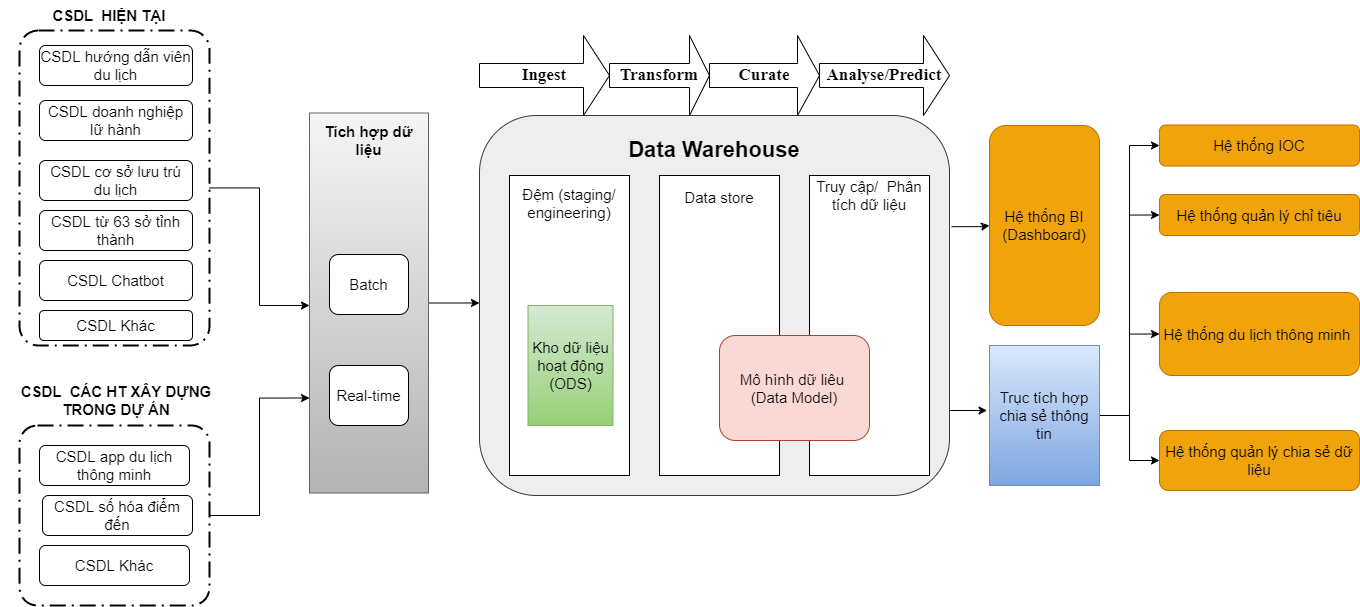 CSDL HIỆN TẠI
CSDL hướng dẫn viên
du lịch
CSDL doanh nghiệp
lữ hành
CSDL cơ sở lưu trú
du lịch
CSDL từ 63 sở tỉnh
thành
CSDL Chatbot
CSDL Khác
CSDL CÁC HT XÂY DỰNG
TRONG DỰ ÁN
CSDL app du lịch
thông minh
CSDL số hóa điểm
đến
CSDL Khác
Tích hợp dữ
liệu
Batch
Real-time
Ingest
Transform
Curate
Analyse/Predict
Data Warehouse
Đệm (staging/
engineering)
Kho dữ liệu
hoạt động
(ODS)
Data store
Truy cập/ Phân
tích dữ liệu
Mô hình dữ liêu
(Data Model)
Hệ thống BI
(Dashboard)
Trục tích hợp
chia sẻ thông
tin
Hệ thống IOC
Hệ thống quản lý chỉ tiêu
Hệ thống du lịch thông minh
Hệ thống quản lý chia sẻ dữ
liệu